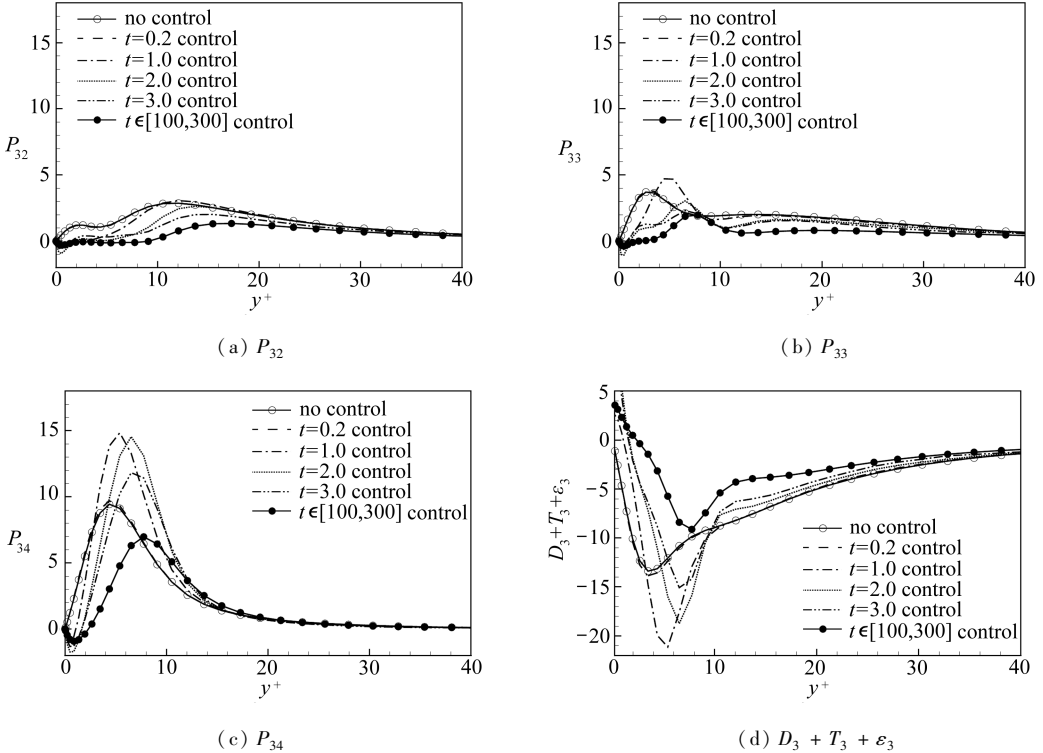 no control
t=0.2 control
t=1.0 control
t=2.0 control
t=3.0 control
t∈[100,300] control
P₃₂
15
10
5
0
0 10 20 30 40
y⁺
(a) P₃₂
no control
t=0.2 control
t=1.0 control
t=2.0 control
t=3.0 control
t∈[100,300] control
P₃₃
15
10
5
0
0 10 20 30 40
y⁺
(b) P₃₃
no control
t=0.2 control
t=1.0 control
t=2.0 control
t=3.0 control
t∈[100,300] control
P₃₄
15
10
5
0
0 10 20 30 40
y⁺
(c) P₃₄
D₃+T₃+ε₃
5
0
−5
−10
−15
−20
no control
t=0.2 control
t=1.0 control
t=2.0 control
t=3.0 control
t∈[100,300] control
0 10 20 30 40
y⁺
(d) D₃ + T₃ + ε₃